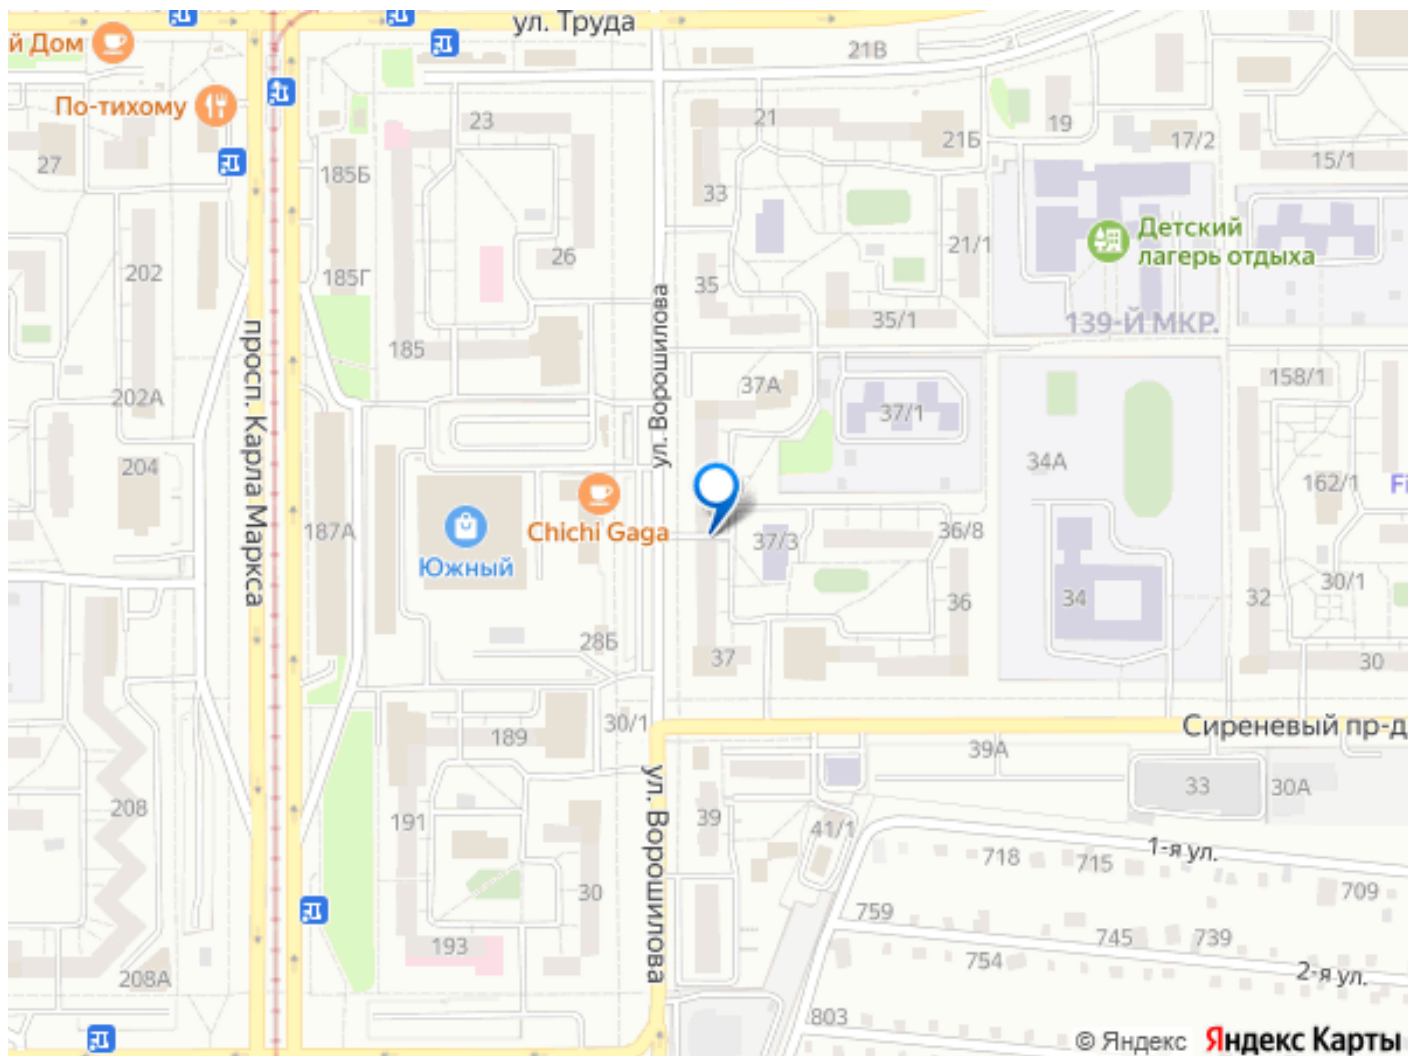 ул. Труда
й Дом
21В
По-тихому
23
21
19
21Б
17/2
15/1
27
185Б
33
Детский
лагерь отдыха
202
26
21/1
185Г
35
ул. Ворошилова
35/1
139-Й МКР.
просп. Карла Маркса
185
37А
158/1
202А
37/1
204
34А
162/1
Fi
187А
Chichi Gaga
37/3
36/8
Южный
30/1
36
34
32
28Б
37
30
30/1
189
Сиреневый пр-д
39А
33
30А
208
191
39
41/1
ул. Ворошилова
1-я ул.
718
715
709
30
759
193
745
739
754
2-я ул.
208А
803
© Яндекс Яндекс Карты